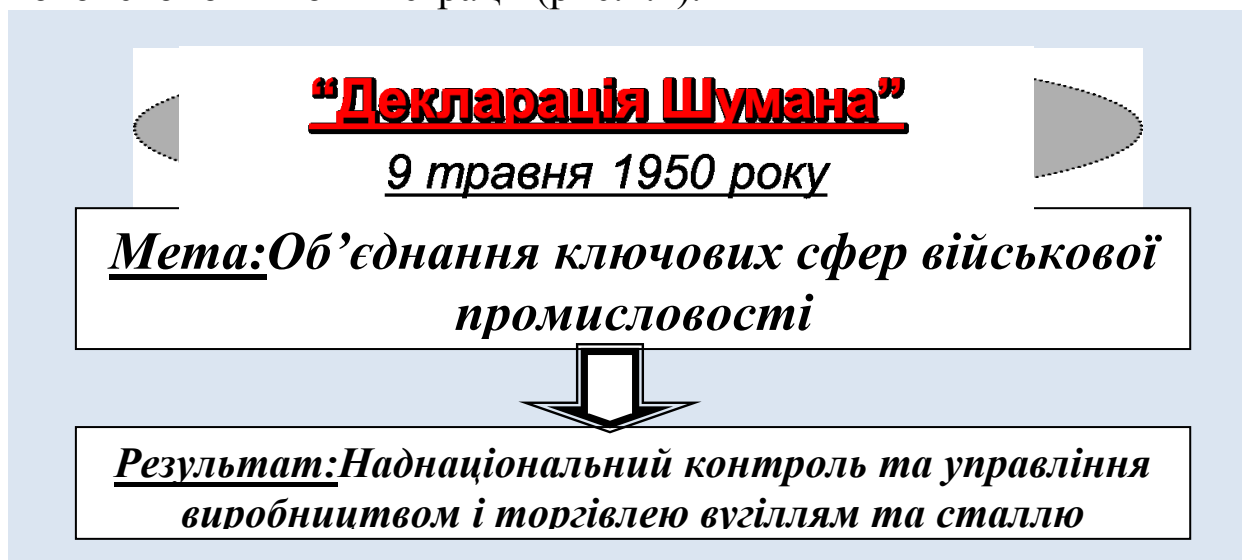 “Декларація Шумана”
9 травня 1950 року
Мета:Об’єднання ключових сфер військової
промисловості
Результат:Наднаціональний контроль та управління
виробництвом і торгівлею вугіллям та сталлю